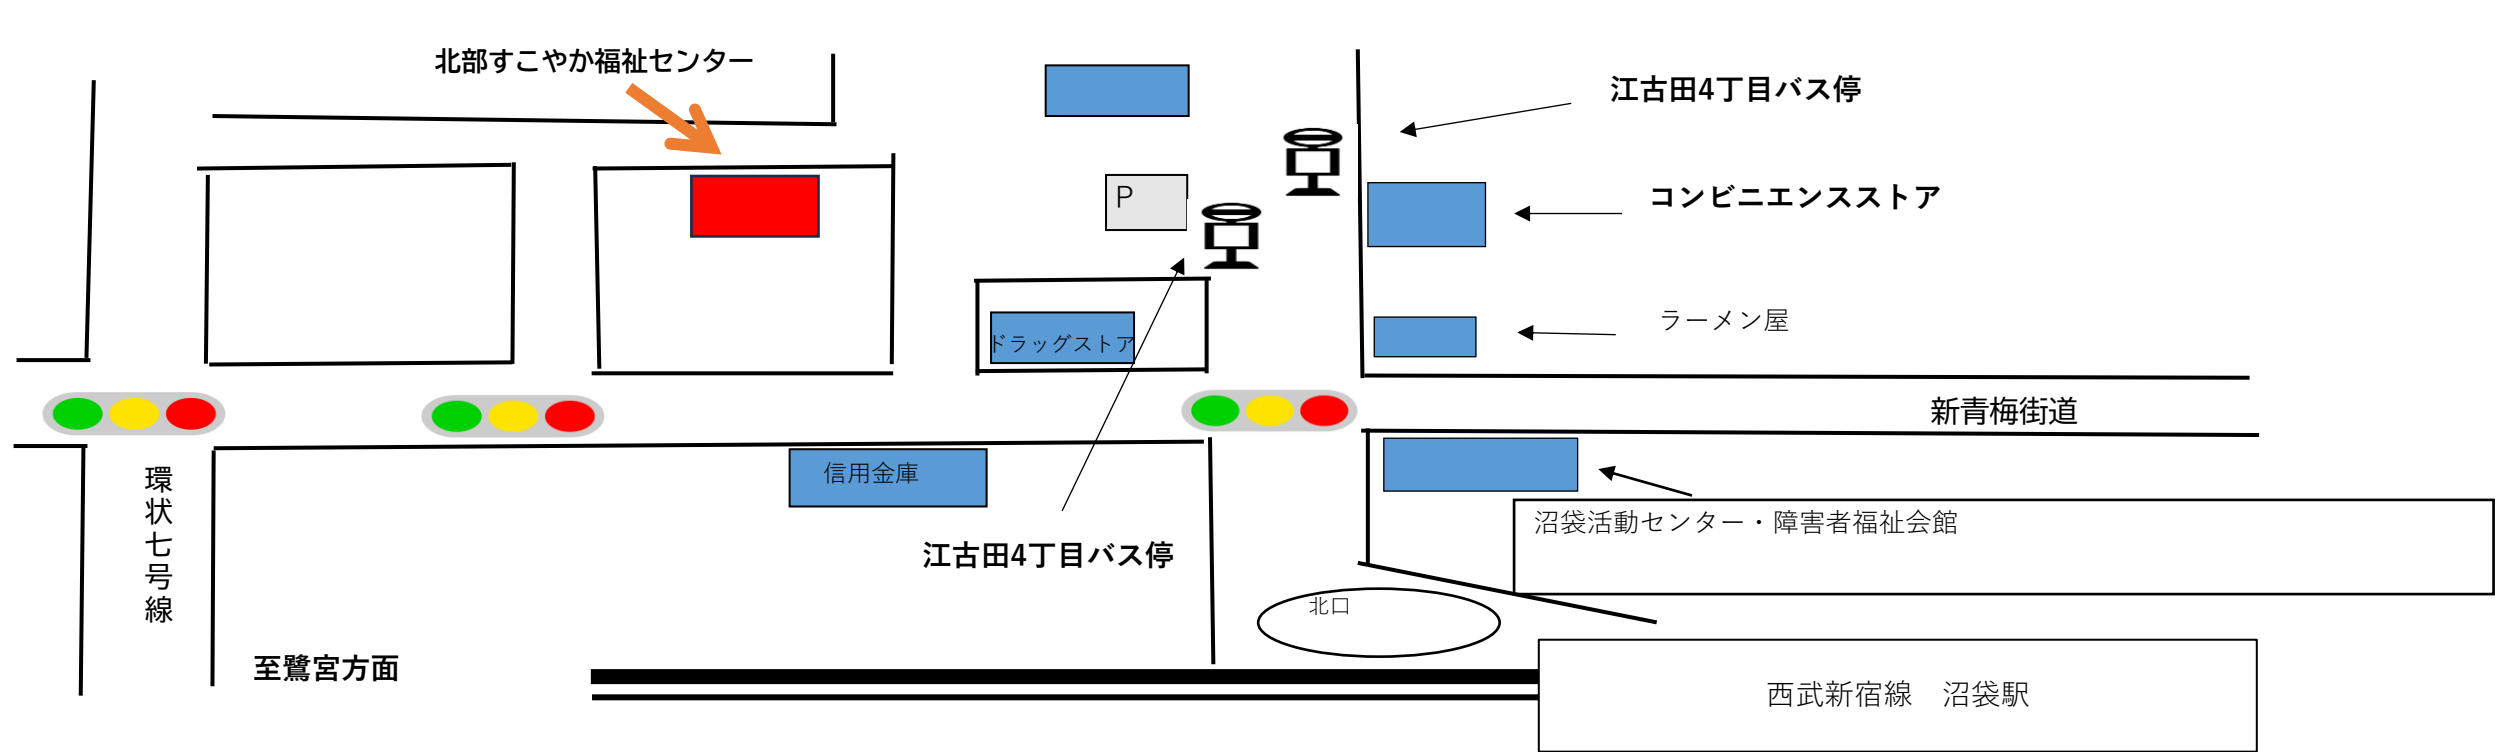 北部すこやか福祉センター
江古田4丁目バス停
P
コンビニエンスストア
ラーメン屋
ドラッグストア
新青梅街道
信用金庫
環状七号線
沼袋活動センター・障害者福祉会館
江古田4丁目バス停
北口
至鷺宮方面
西武新宿線　沼袋駅